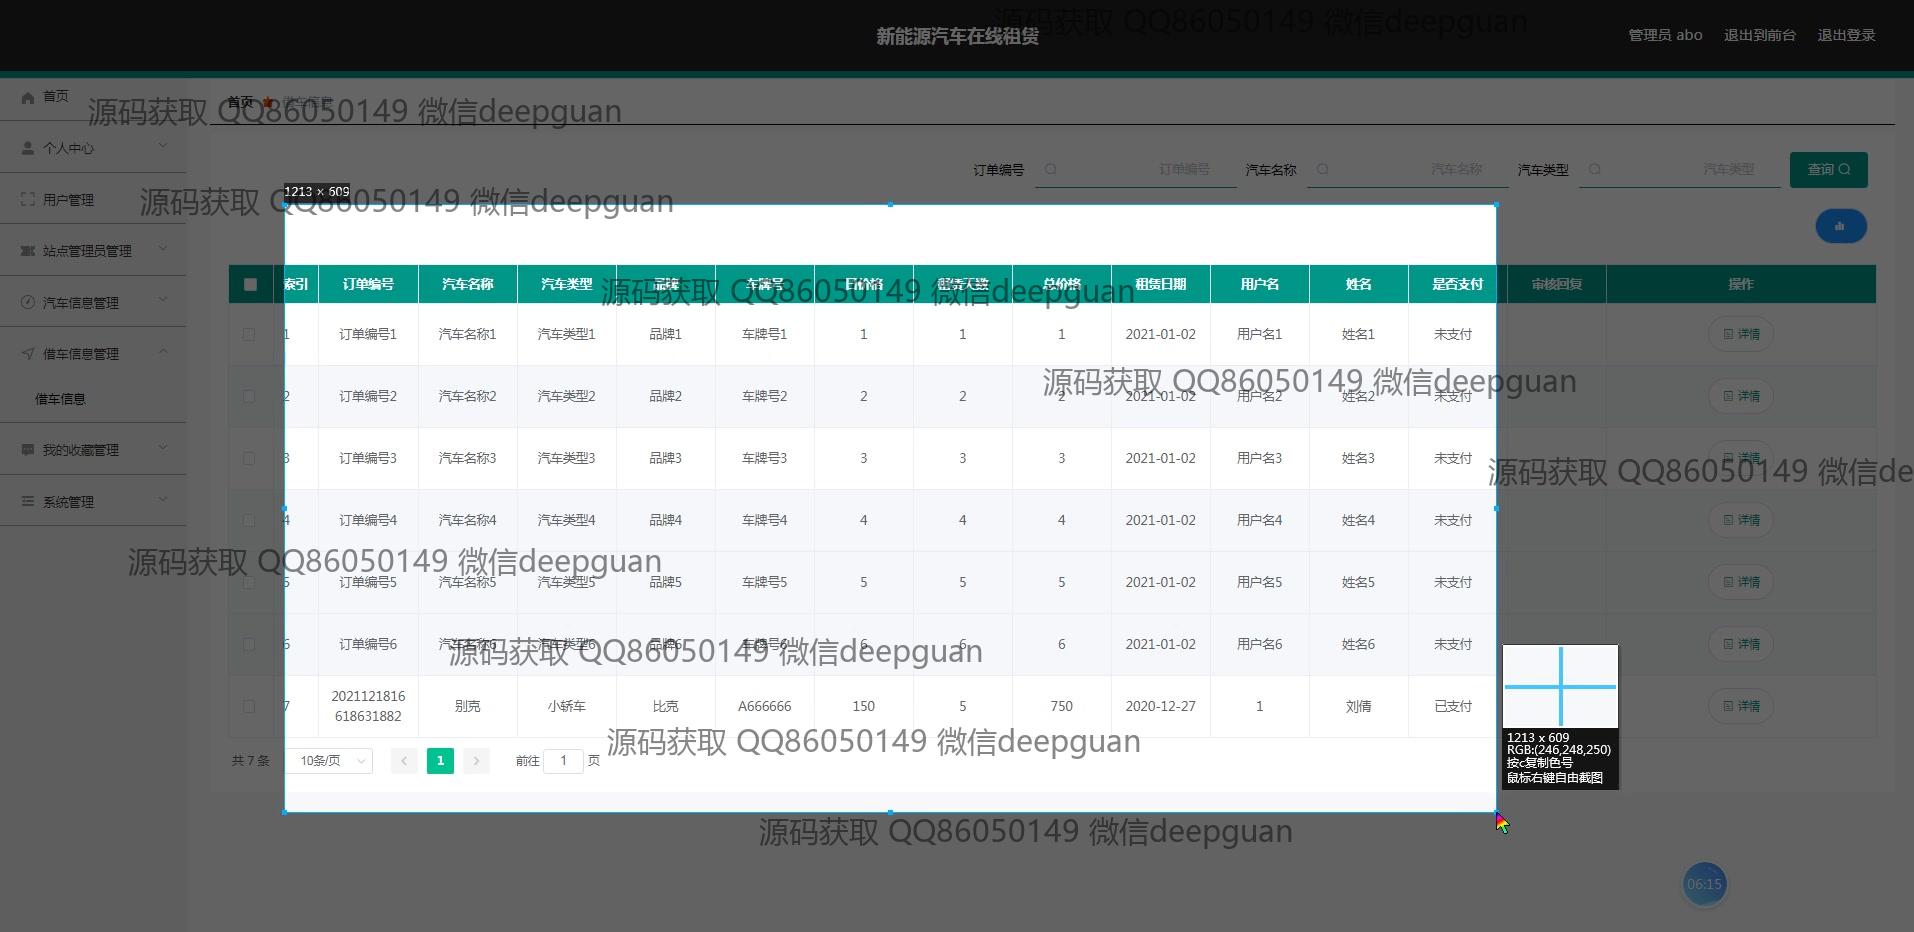 新能源汽车在线租赁
管理员 abo 退出到前台 退出登录
源码获取 QQ86050149 微信deepguan
首页
个人中心
用户管理
站点管理员管理
汽车信息管理
借车信息管理
借车信息
我的收藏管理
系统管理
首页 借车信息
源码获取 QQ86050149 微信deepguan
订单编号 订单编号 汽车名称 汽车名称 汽车类型 汽车类型 查询
1213 × 609
源码获取 QQ86050149 微信deepguan
索引 订单编号 汽车名称 汽车类型 品牌 车牌号 日价格 租赁天数 总价格 租赁日期 用户名 姓名 是否支付 审核回复 操作
源码获取 QQ86050149 微信deepguan
1 订单编号1 汽车名称1 汽车类型1 品牌1 车牌号1 1 1 1 2021-01-02 用户名1 姓名1 未支付 详情
2 订单编号2 汽车名称2 汽车类型2 品牌2 车牌号2 2 2 2 2021-01-02 用户名2 姓名2 未支付 详情
源码获取 QQ86050149 微信deepguan
3 订单编号3 汽车名称3 汽车类型3 品牌3 车牌号3 3 3 3 2021-01-02 用户名3 姓名3 未支付 详情
源码获取 QQ86050149 微信de
4 订单编号4 汽车名称4 汽车类型4 品牌4 车牌号4 4 4 4 2021-01-02 用户名4 姓名4 未支付 详情
源码获取 QQ86050149 微信deepguan
5 订单编号5 汽车名称5 汽车类型5 品牌5 车牌号5 5 5 5 2021-01-02 用户名5 姓名5 未支付 详情
6 订单编号6 汽车名称6 汽车类型6 品牌6 车牌号6 6 6 6 2021-01-02 用户名6 姓名6 未支付 详情
源码获取 QQ86050149 微信deepguan
7 2021121816618631882 别克 小轿车 比克 A666666 150 5 750 2020-12-27 1 刘倩 已支付 详情
源码获取 QQ86050149 微信deepguan
共 7 条 10条/页 1 前往 1 页
1213 x 609
RGB:(246,248,250)
按c复制色号
鼠标右键自由截图
源码获取 QQ86050149 微信deepguan
06:15